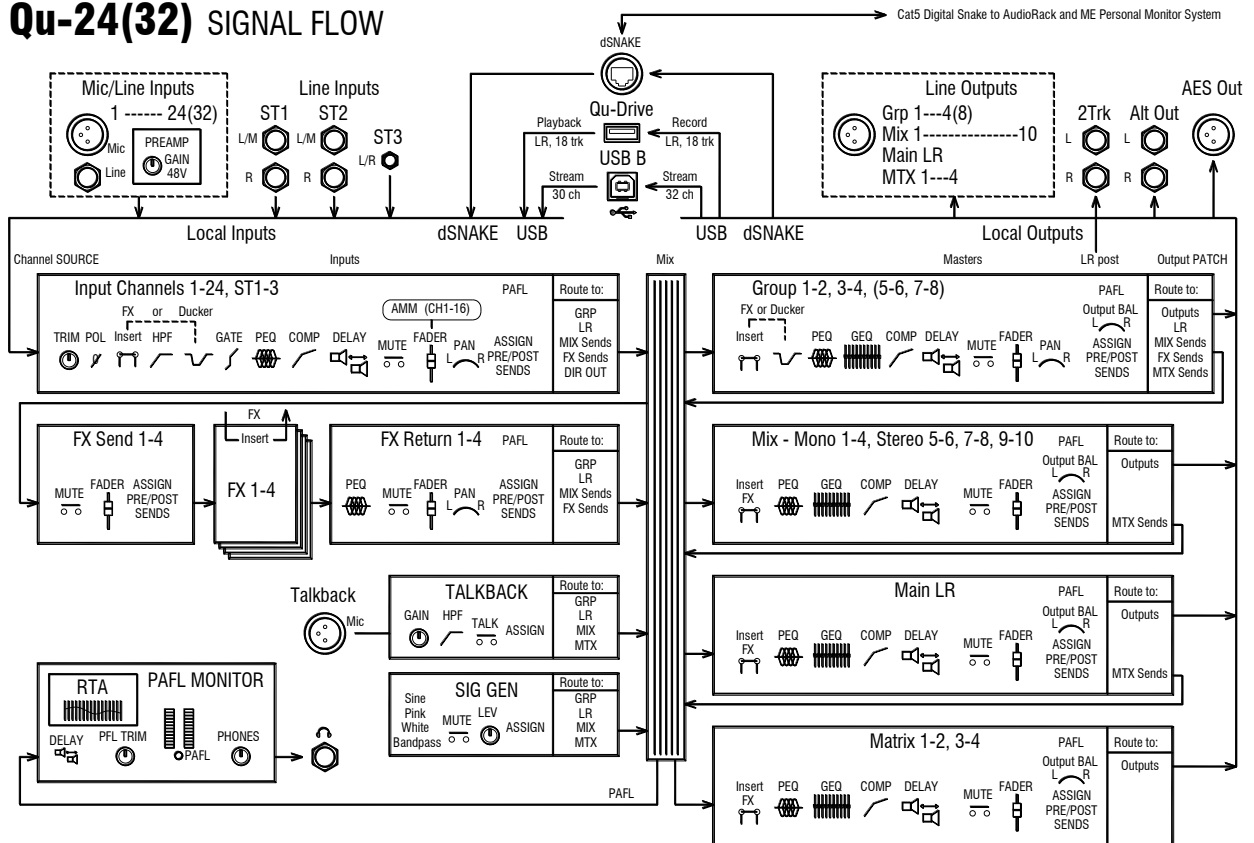 Qu-24(32) SIGNAL FLOW
Cat5 Digital Snake to AudioRack and ME Personal Monitor System
dSNAKE
Mic/Line Inputs
1 ------ 24(32)
Mic
Line
PREAMP
GAIN
48V
Line Inputs
ST1
ST2
ST3
L/M
L/M
L/R
R
R
Qu-Drive
Playback
LR, 18 trk
Record
LR, 18 trk
USB B
Stream
30 ch
Stream
32 ch
Line Outputs
Grp 1---4(8)
Mix 1---------------10
Main LR
MTX 1---4
2Trk
Alt Out
AES Out
L
L
R
R
Local Inputs
dSNAKE
USB
USB
dSNAKE
Local Outputs
Channel SOURCE
Inputs
Mix
Masters
LR post
Output PATCH
Input Channels 1-24, ST1-3
PAFL
Route to:
FX or Ducker
AMM (CH1-16)
TRIM
POL
Insert
HPF
GATE
PEQ
COMP
DELAY
MUTE
FADER
PAN
L
R
ASSIGN
PRE/POST
SENDS
GRP
LR
MIX Sends
FX Sends
DIR OUT
Group 1-2, 3-4, (5-6, 7-8)
PAFL
Route to:
FX or Ducker
Insert
PEQ
GEQ
COMP
DELAY
MUTE
FADER
PAN
L
R
Output BAL
L
R
ASSIGN
PRE/POST
SENDS
Outputs
LR
MIX Sends
FX Sends
MTX Sends
FX Send 1-4
MUTE
FADER
ASSIGN
PRE/POST
SENDS
FX
Insert
FX 1-4
FX Return 1-4
PAFL
Route to:
PEQ
MUTE
FADER
PAN
L
R
ASSIGN
PRE/POST
SENDS
GRP
LR
MIX Sends
FX Sends
Mix - Mono 1-4, Stereo 5-6, 7-8, 9-10
PAFL
Route to:
Insert
FX
PEQ
GEQ
COMP
DELAY
MUTE
FADER
Output BAL
L
R
ASSIGN
PRE/POST
SENDS
Outputs
MTX Sends
Talkback
Mic
TALKBACK
Route to:
GAIN
HPF
TALK
ASSIGN
GRP
LR
MIX
MTX
Main LR
PAFL
Route to:
Insert
FX
PEQ
GEQ
COMP
DELAY
MUTE
FADER
Output BAL
L
R
ASSIGN
PRE/POST
SENDS
Outputs
MTX Sends
RTA
PAFL MONITOR
DELAY
PFL TRIM
PAFL
PHONES
SIG GEN
Route to:
Sine
Pink
White
Bandpass
MUTE
LEV
ASSIGN
GRP
LR
MIX
MTX
PAFL
Matrix 1-2, 3-4
PAFL
Route to:
Insert
FX
PEQ
GEQ
COMP
DELAY
MUTE
FADER
Output BAL
L
R
ASSIGN
PRE/POST
SENDS
Outputs